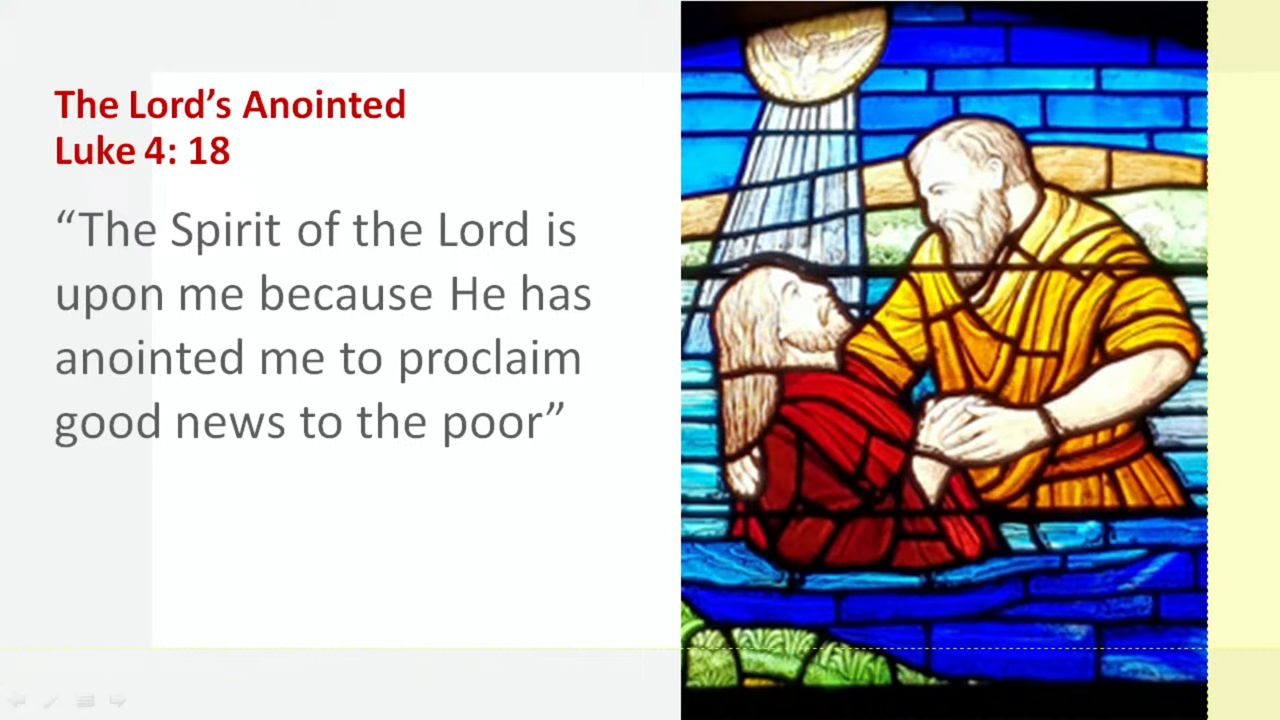 The Lord’s Anointed
Luke 4: 18
“The Spirit of the Lord is
upon me because He has
anointed me to proclaim
good news to the poor”